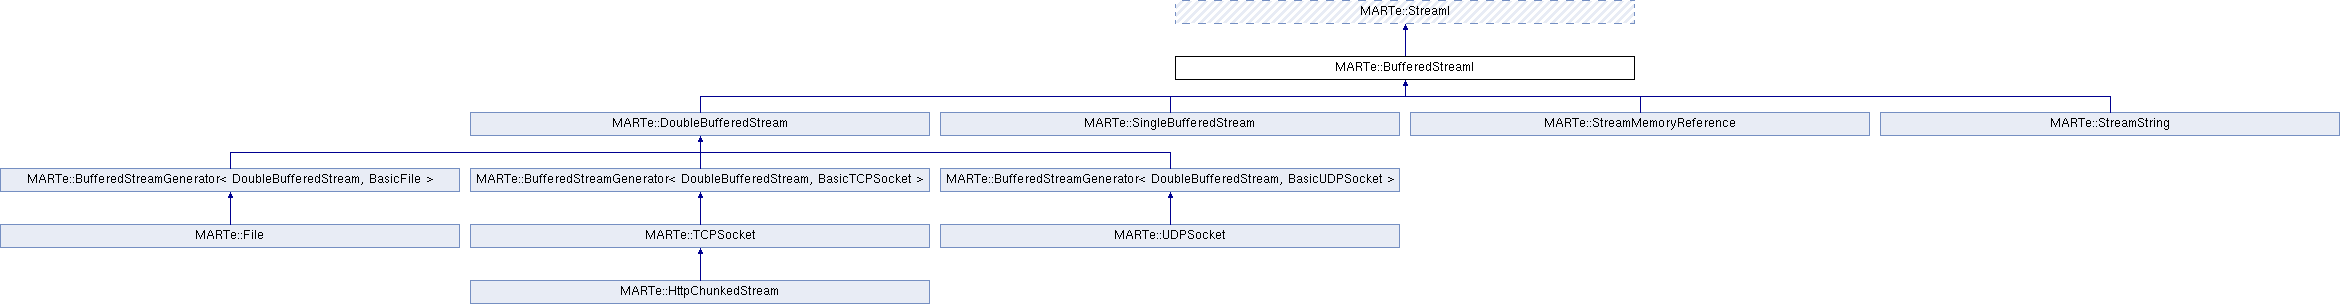 MARTe::StreamI
MARTe::BufferedStreamI
MARTe::DoubleBufferedStream
MARTe::SingleBufferedStream
MARTe::StreamMemoryReference
MARTe::StreamString
MARTe::BufferedStreamGenerator< DoubleBufferedStream, BasicFile >
MARTe::BufferedStreamGenerator< DoubleBufferedStream, BasicTCPSocket >
MARTe::BufferedStreamGenerator< DoubleBufferedStream, BasicUDPSocket >
MARTe::File
MARTe::TCPSocket
MARTe::UDPSocket
MARTe::HttpChunkedStream